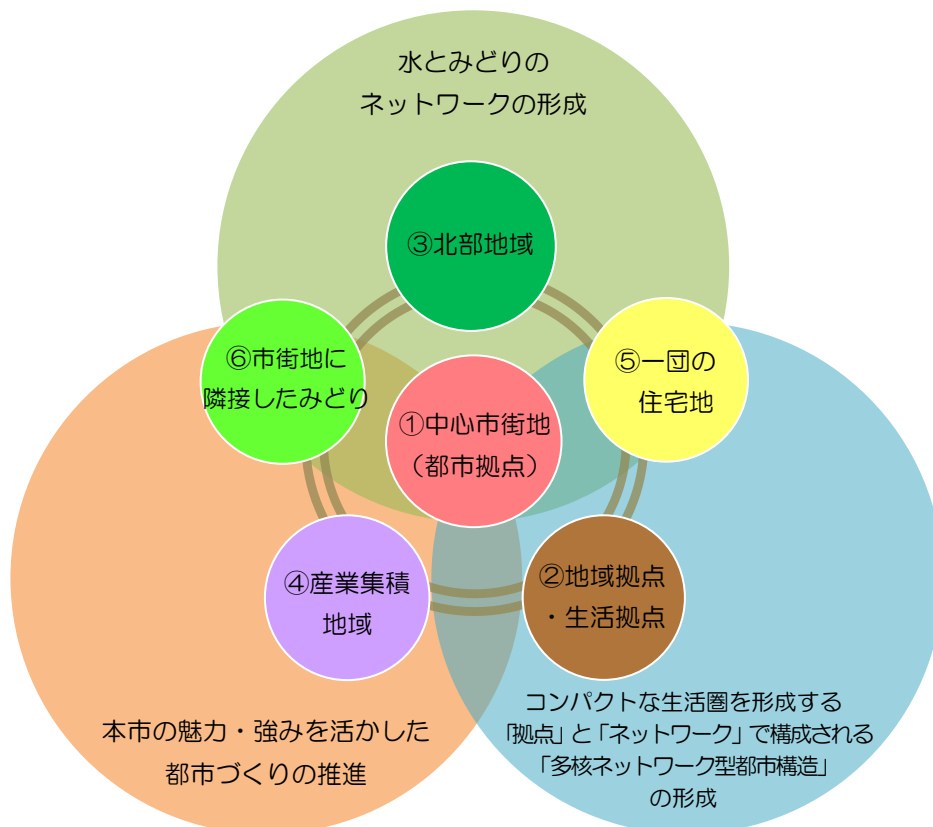 水とみどりの
ネットワークの形成
③北部地域
⑥市街地に
隣接したみどり
⑤一団の
住宅地
①中心市街地
（都市拠点）
④産業集積
地域
②地域拠点
・生活拠点
本市の魅力・強みを活かした
都市づくりの推進
コンパクトな生活圏を形成する
「拠点」と「ネットワーク」で構成される
「多核ネットワーク型都市構造」
の形成